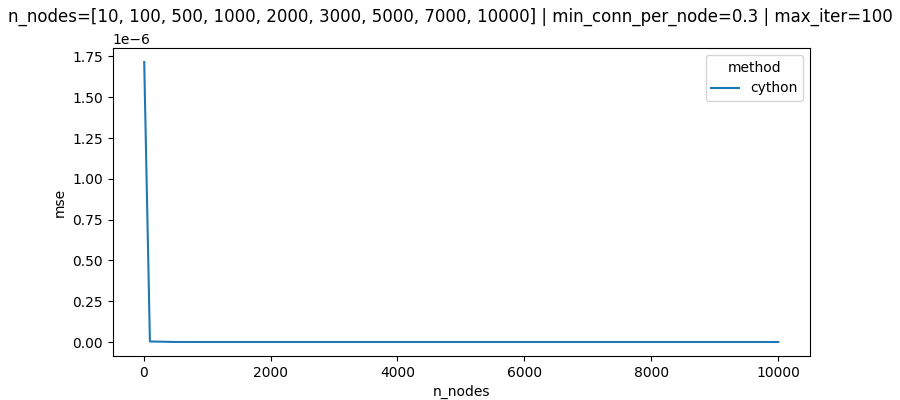 n_nodes=[10, 100, 500, 1000, 2000, 3000, 5000, 7000, 10000] | min_conn_per_node=0.3 | max_iter=100
1e−6
method
cython
1.75
1.50
1.25
1.00
0.75
0.50
0.25
0.00
mse
0 2000 4000 6000 8000 10000
n_nodes